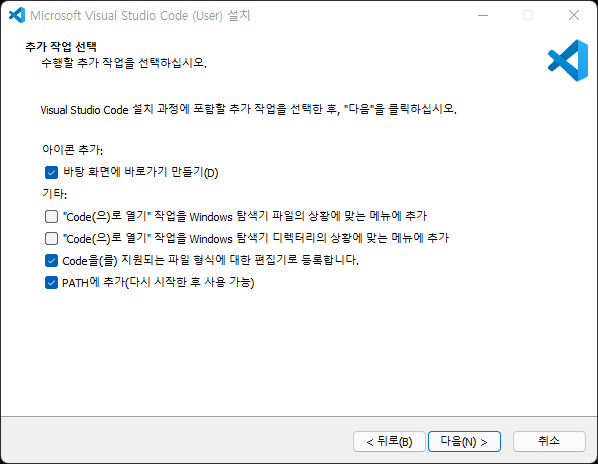 Microsoft Visual Studio Code (User) 설치
추가 작업 선택
수행할 추가 작업을 선택하십시오.
Visual Studio Code 설치 과정에 포함할 추가 작업을 선택한 후, "다음"을 클릭하십시오.
아이콘 추가:
바탕 화면에 바로가기 만들기(D)
기타:
"Code(으)로 열기" 작업을 Windows 탐색기 파일의 상황에 맞는 메뉴에 추가
"Code(으)로 열기" 작업을 Windows 탐색기 디렉터리의 상황에 맞는 메뉴에 추가
Code을(를) 지원되는 파일 형식에 대한 편집기로 등록합니다.
PATH에 추가(다시 시작한 후 사용 가능)
< 뒤로(B) 다음(N) > 취소